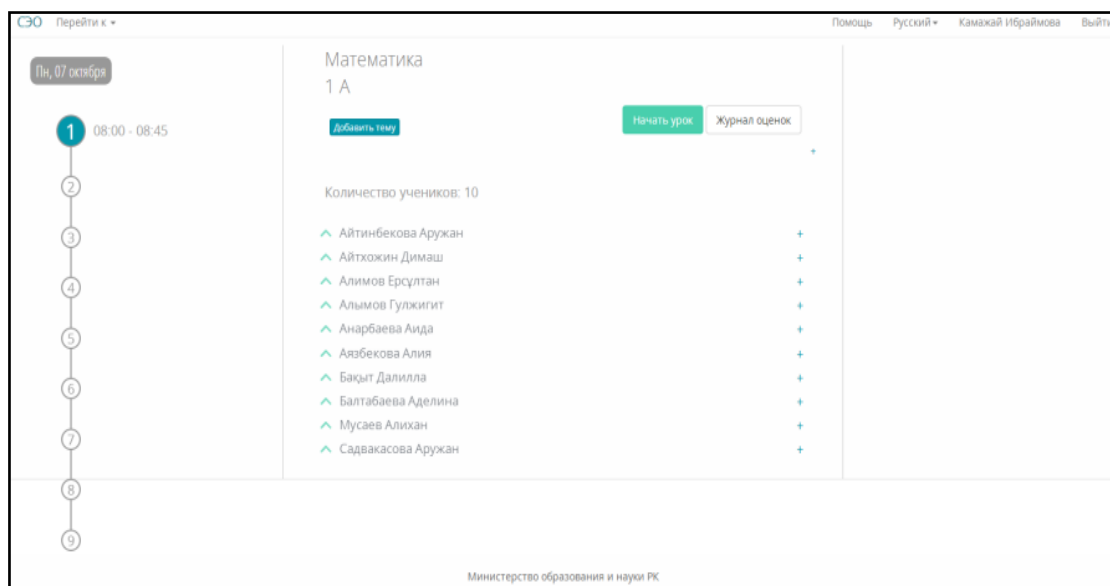 СЭО Перейти к Помощь Русский Камажай Ибраймова Выйти
Пн, 07 октября
1 08:00 - 08:45
2
3
4
5
6
7
8
9
Математика
1 А
Добавить тему Начать урок Журнал оценок
+
Количество учеников: 10
Айтинбекова Аружан +
Айтхожин Димаш +
Алимов Ерсұлтан +
Алымов Гулжигит +
Анарбаева Аида +
Аязбекова Алия +
Бақыт Далилла +
Балтабаева Аделина +
Мусаев Алихан +
Садвакасова Аружан +
Министерство образования и науки РК